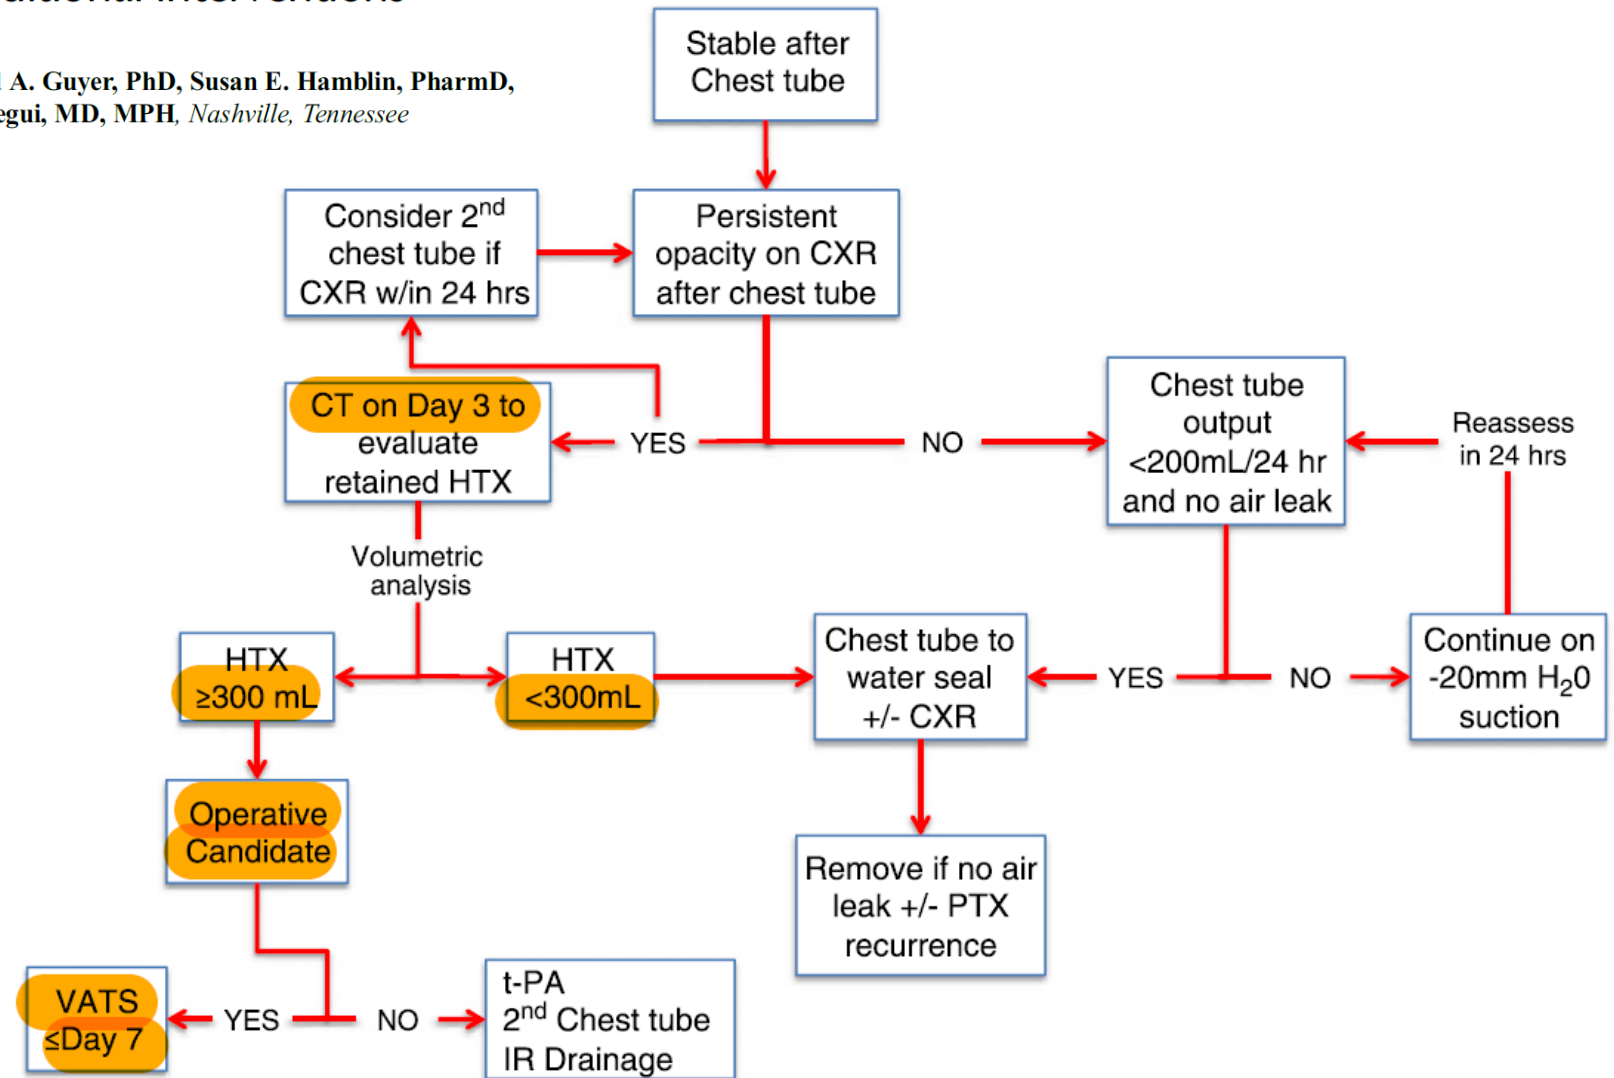 A. Guyer, PhD, Susan E. Hamblin, PharmD,
MD, MPH, Nashville, Tennessee
Stable after
Chest tube
Consider 2nd
chest tube if
CXR w/in 24 hrs
Persistent
opacity on CXR
after chest tube
CT on Day 3 to
evaluate
retained HTX
YES
NO
Chest tube
output
<200mL/24 hr
and no air leak
Reassess
in 24 hrs
Volumetric
analysis
HTX
≥300 mL
HTX
<300mL
Chest tube to
water seal
+/- CXR
YES
NO
Continue on
-20mm H₂0
suction
Operative
Candidate
Remove if no air
leak +/- PTX
recurrence
VATS
≤Day 7
YES
NO
t-PA
2nd Chest tube
IR Drainage